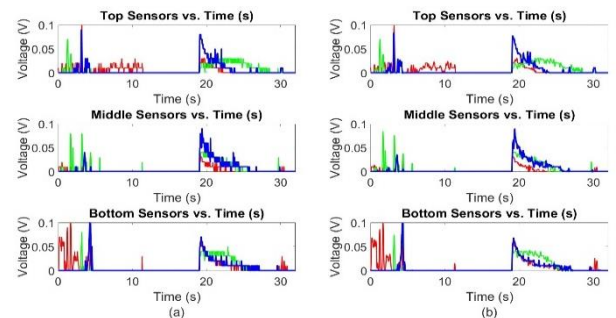 Top Sensors vs. Time (s)
Voltage (V)
0.1
0.05
0
0 10 20 30
Time (s)
Middle Sensors vs. Time (s)
Voltage (V)
0.1
0.05
0
0 10 20 30
Time (s)
Bottom Sensors vs. Time (s)
Voltage (V)
0.1
0.05
0
0 10 20 30
Time (s)
(a)
Top Sensors vs. Time (s)
Voltage (V)
0.1
0.05
0
0 10 20 30
Time (s)
Middle Sensors vs. Time (s)
Voltage (V)
0.1
0.05
0
0 10 20 30
Time (s)
Bottom Sensors vs. Time (s)
Voltage (V)
0.1
0.05
0
0 10 20 30
Time (s)
(b)